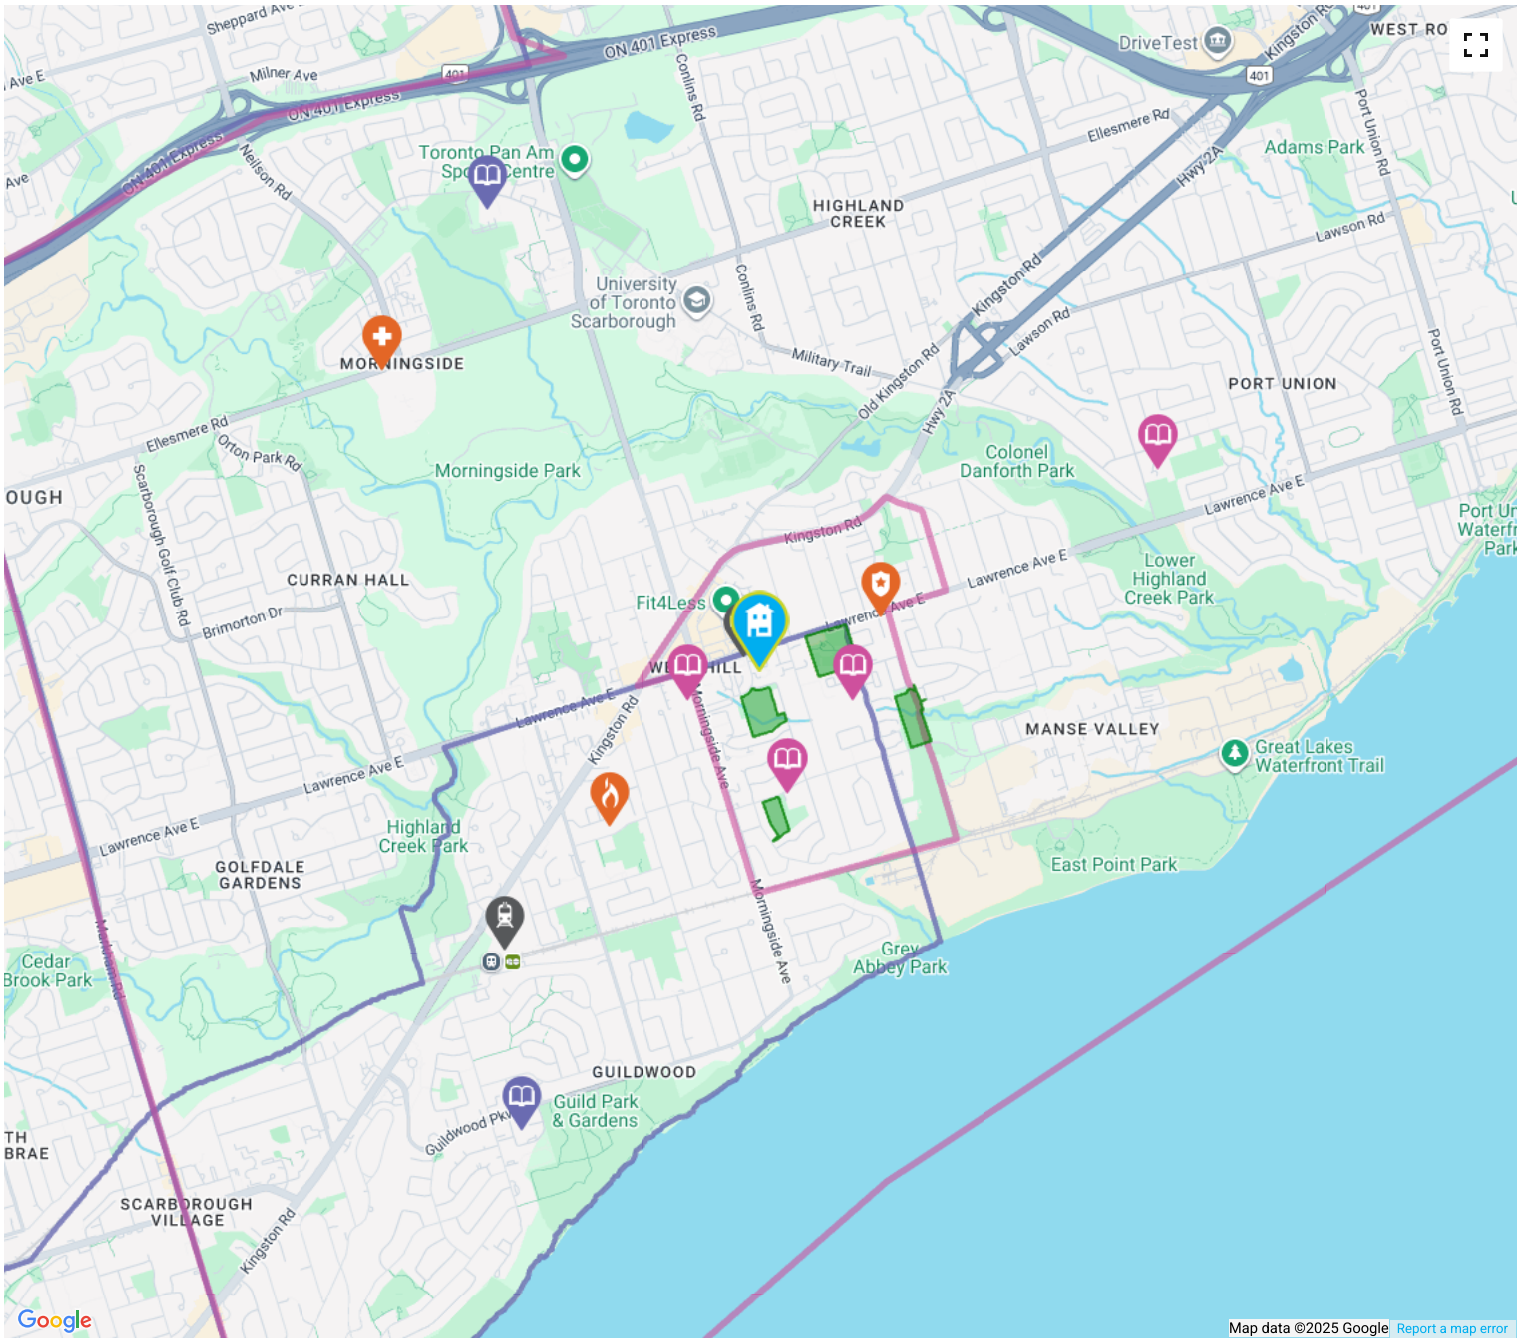 Sheppard Ave E
ON 401 Express
401
Kingston Rd
WEST RO
DriveTest
401
Milner Ave
Ave E
401
ON 401 Express
Conlins Rd
Port Union Rd
Ellesmere Rd
Adams Park
Hwy 2A
ON 401 Express
Neilson Rd
Ave
Toronto Pan Am
Centre
HIGHLAND
CREEK
Lawson Rd
University
of Toronto
Scarborough
Conlins Rd
Kingston Rd
Lawson Rd
Military Trail
Old Kingston Rd
Port Union Rd
MORNINGSIDE
PORT UNION
Hwy 2A
Ellesmere Rd
Orton Park Rd
Morningside Park
Colonel
Danforth Park
OUGH
Scarborough Golf Club Rd
Lawrence Ave E
Kingston Rd
Lawrence Ave E
Lower
Highland
Creek Park
CURRAN HALL
Brimorton Dr
Fit4Less
Lawrence Ave E
HILL
Lawrence Ave E
Kingston Rd
Morningside Ave
MANSE VALLEY
Great Lakes
Waterfront Trail
Lawrence Ave E
Lawrence Ave E
Highland
Creek Park
GOLFDALE
GARDENS
East Point Park
Morningside Ave
Markham Rd
Cedar
Brook Park
Grey
Abbey Park
GUILDWOOD
Guild Park
& Gardens
Guildwood Pkwy
TH
BRAE
SCARBOROUGH
VILLAGE
Kingston Rd
Google
Map data ©2025 Google
Report a map error